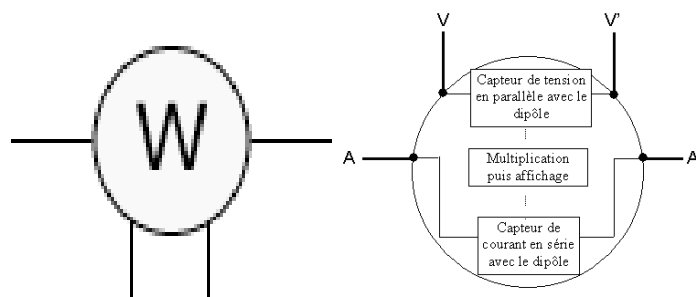 W
V
V'
Capteur de tension
en parallèle avec le
dipôle
A
Multiplication
puis affichage
A
Capteur de
courant en série
avec le dipôle